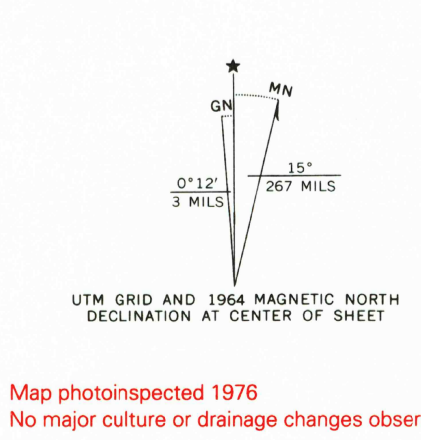 ★
MN
GN
15°
267 MILS
0°12'
3 MILS
UTM GRID AND 1964 MAGNETIC NORTH
DECLINATION AT CENTER OF SHEET
Map photoinspected 1976
No major culture or drainage changes obser